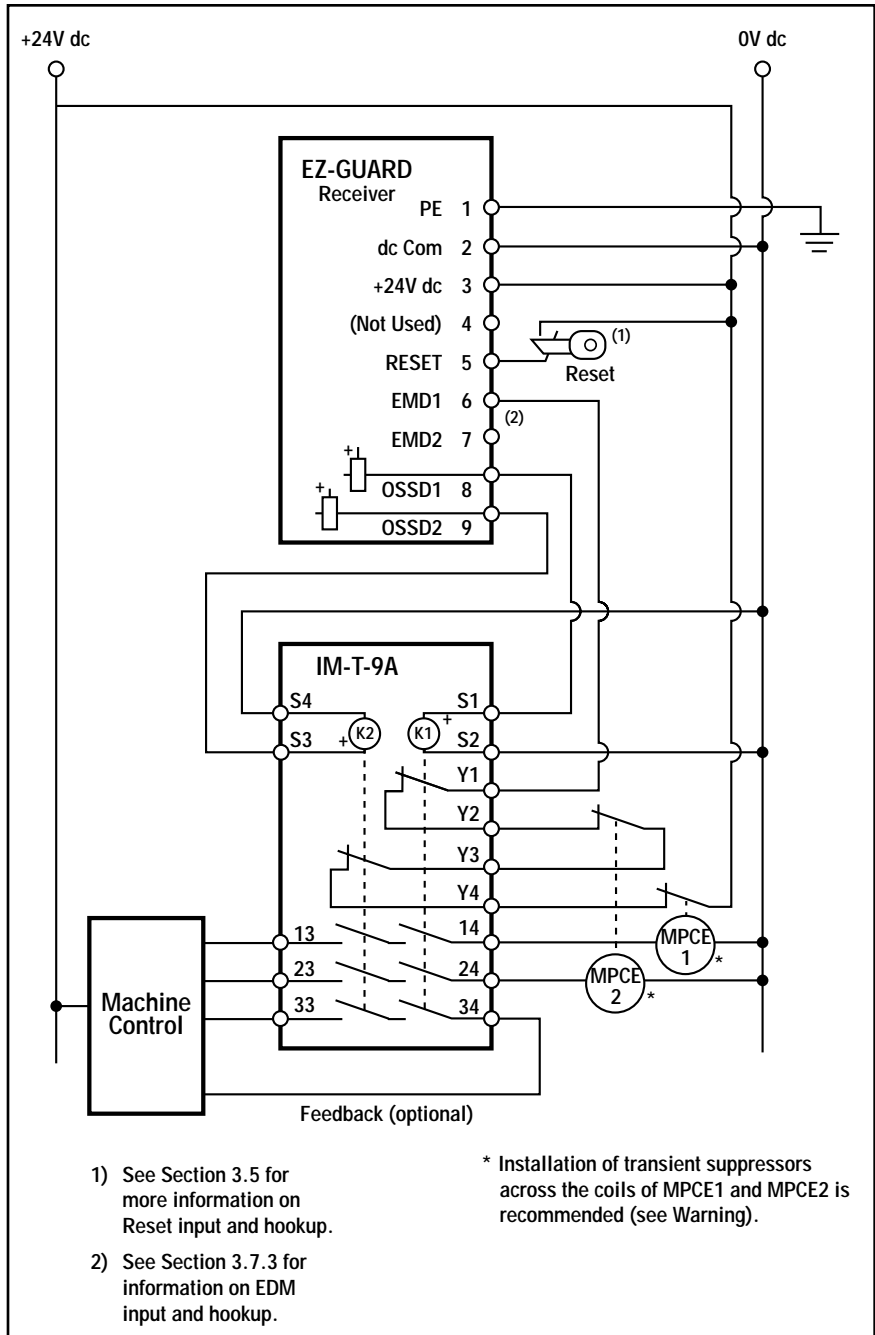 +24V dc
0V dc
EZ-GUARD
Receiver
PE 1
dc Com 2
+24V dc 3
(Not Used) 4
(1)
RESET 5
Reset
EMD1 6
(2)
EMD2 7
+
OSSD1 8
+
OSSD2 9
IM-T-9A
S4
S1
K2
K1
+
S3
+
S2
Y1
Y2
Y3
Y4
13
14
MPCE
1
*
23
24
MPCE
2
*
33
34
Machine
Control
Feedback (optional)
1) See Section 3.5 for
more information on
Reset input and hookup.
2) See Section 3.7.3 for
information on EDM
input and hookup.
* Installation of transient suppressors
across the coils of MPCE1 and MPCE2 is
recommended (see Warning).